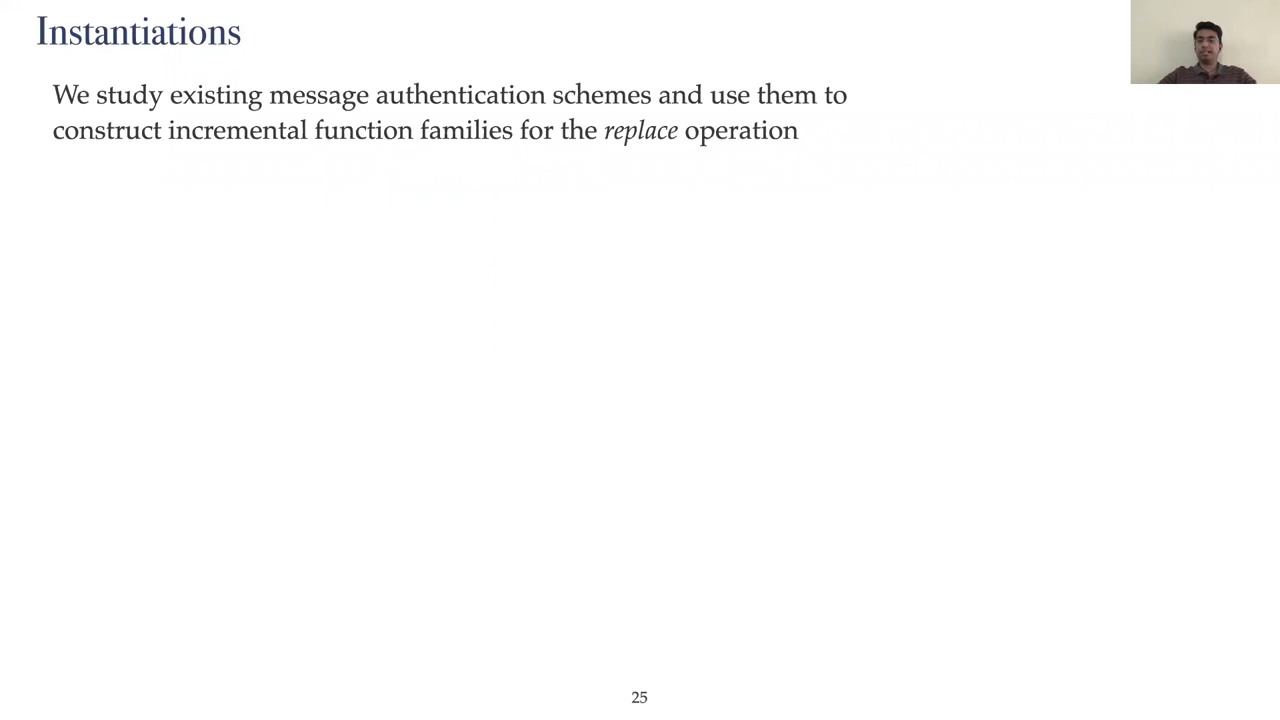 Instantiations
We study existing message authentication schemes and use them to
construct incremental function families for the replace operation
25